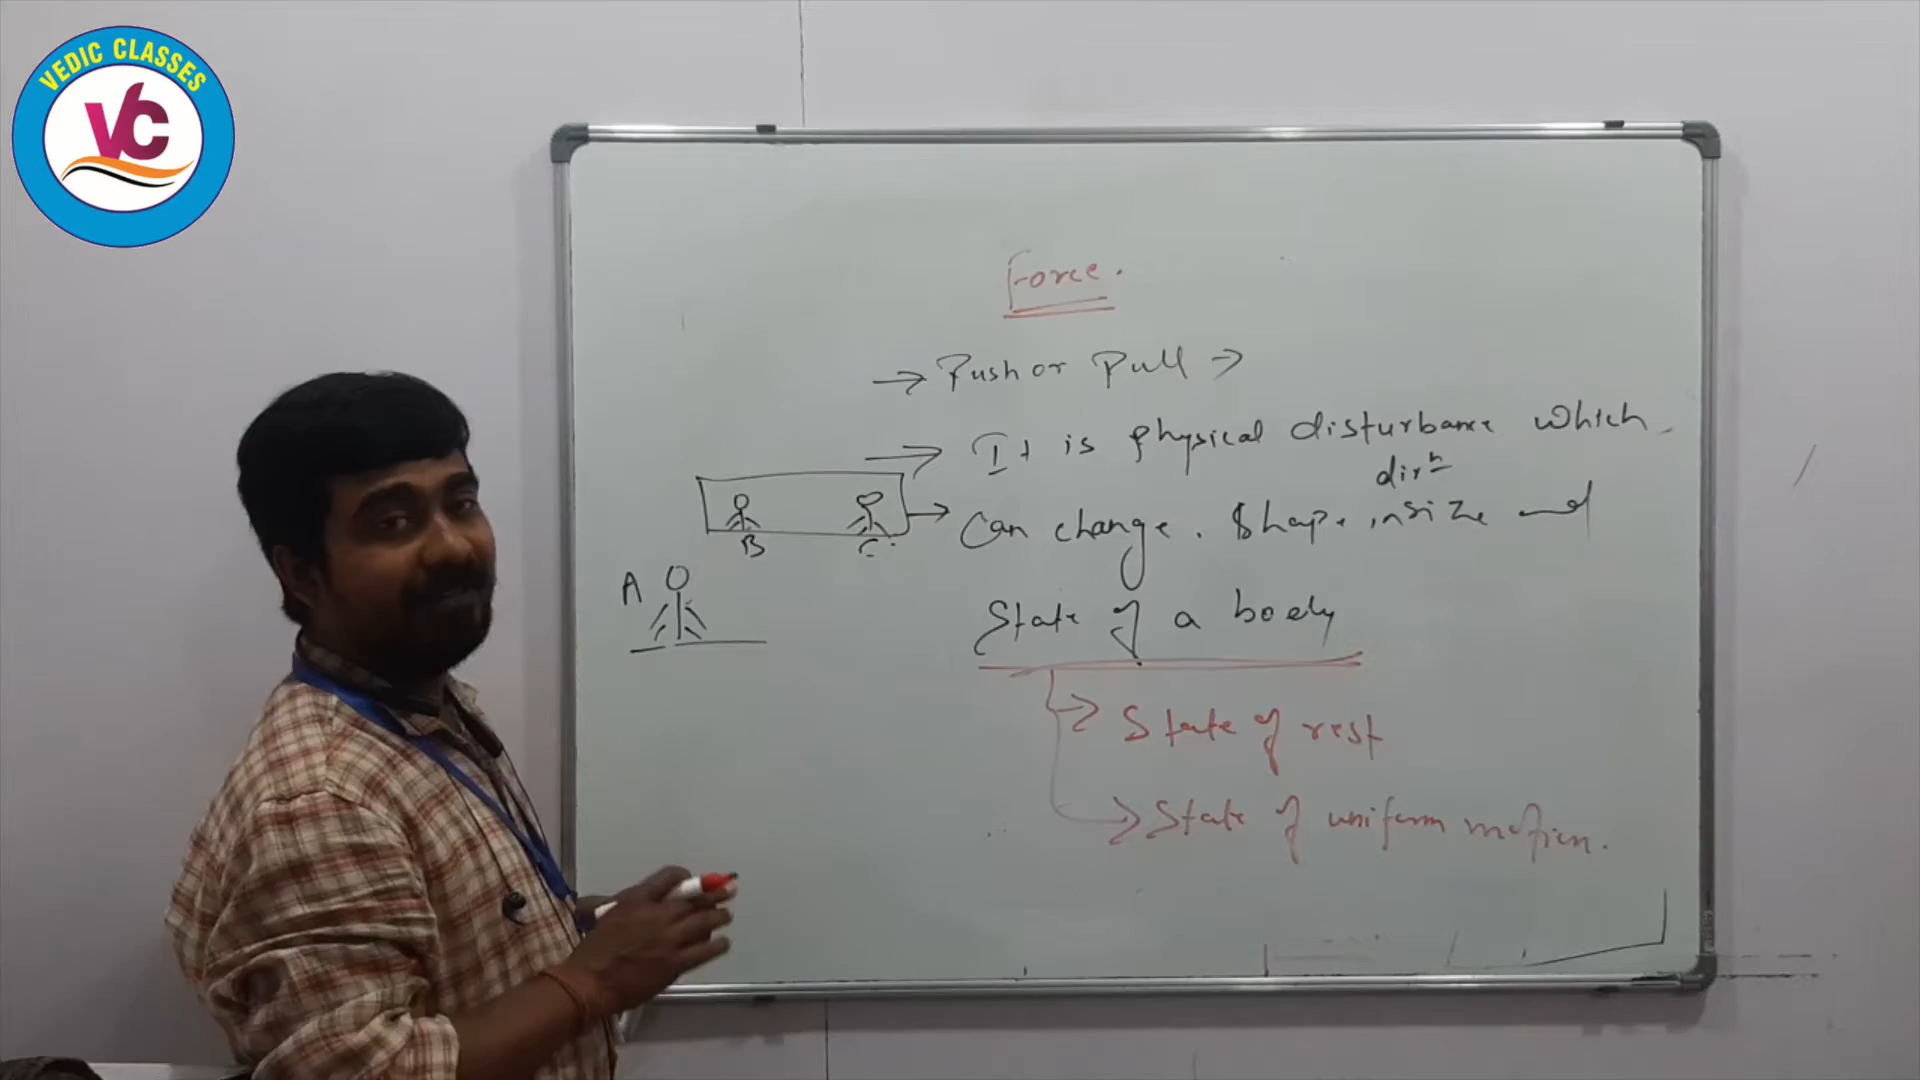 VEDIC CLASSES
VC
Force.
→ Push or Pull →
→ It is physical disturbance which
dirⁿ
Can change. Shape, size and
B
C
A
State of a body
→ State of rest
→ State of uniform motion.